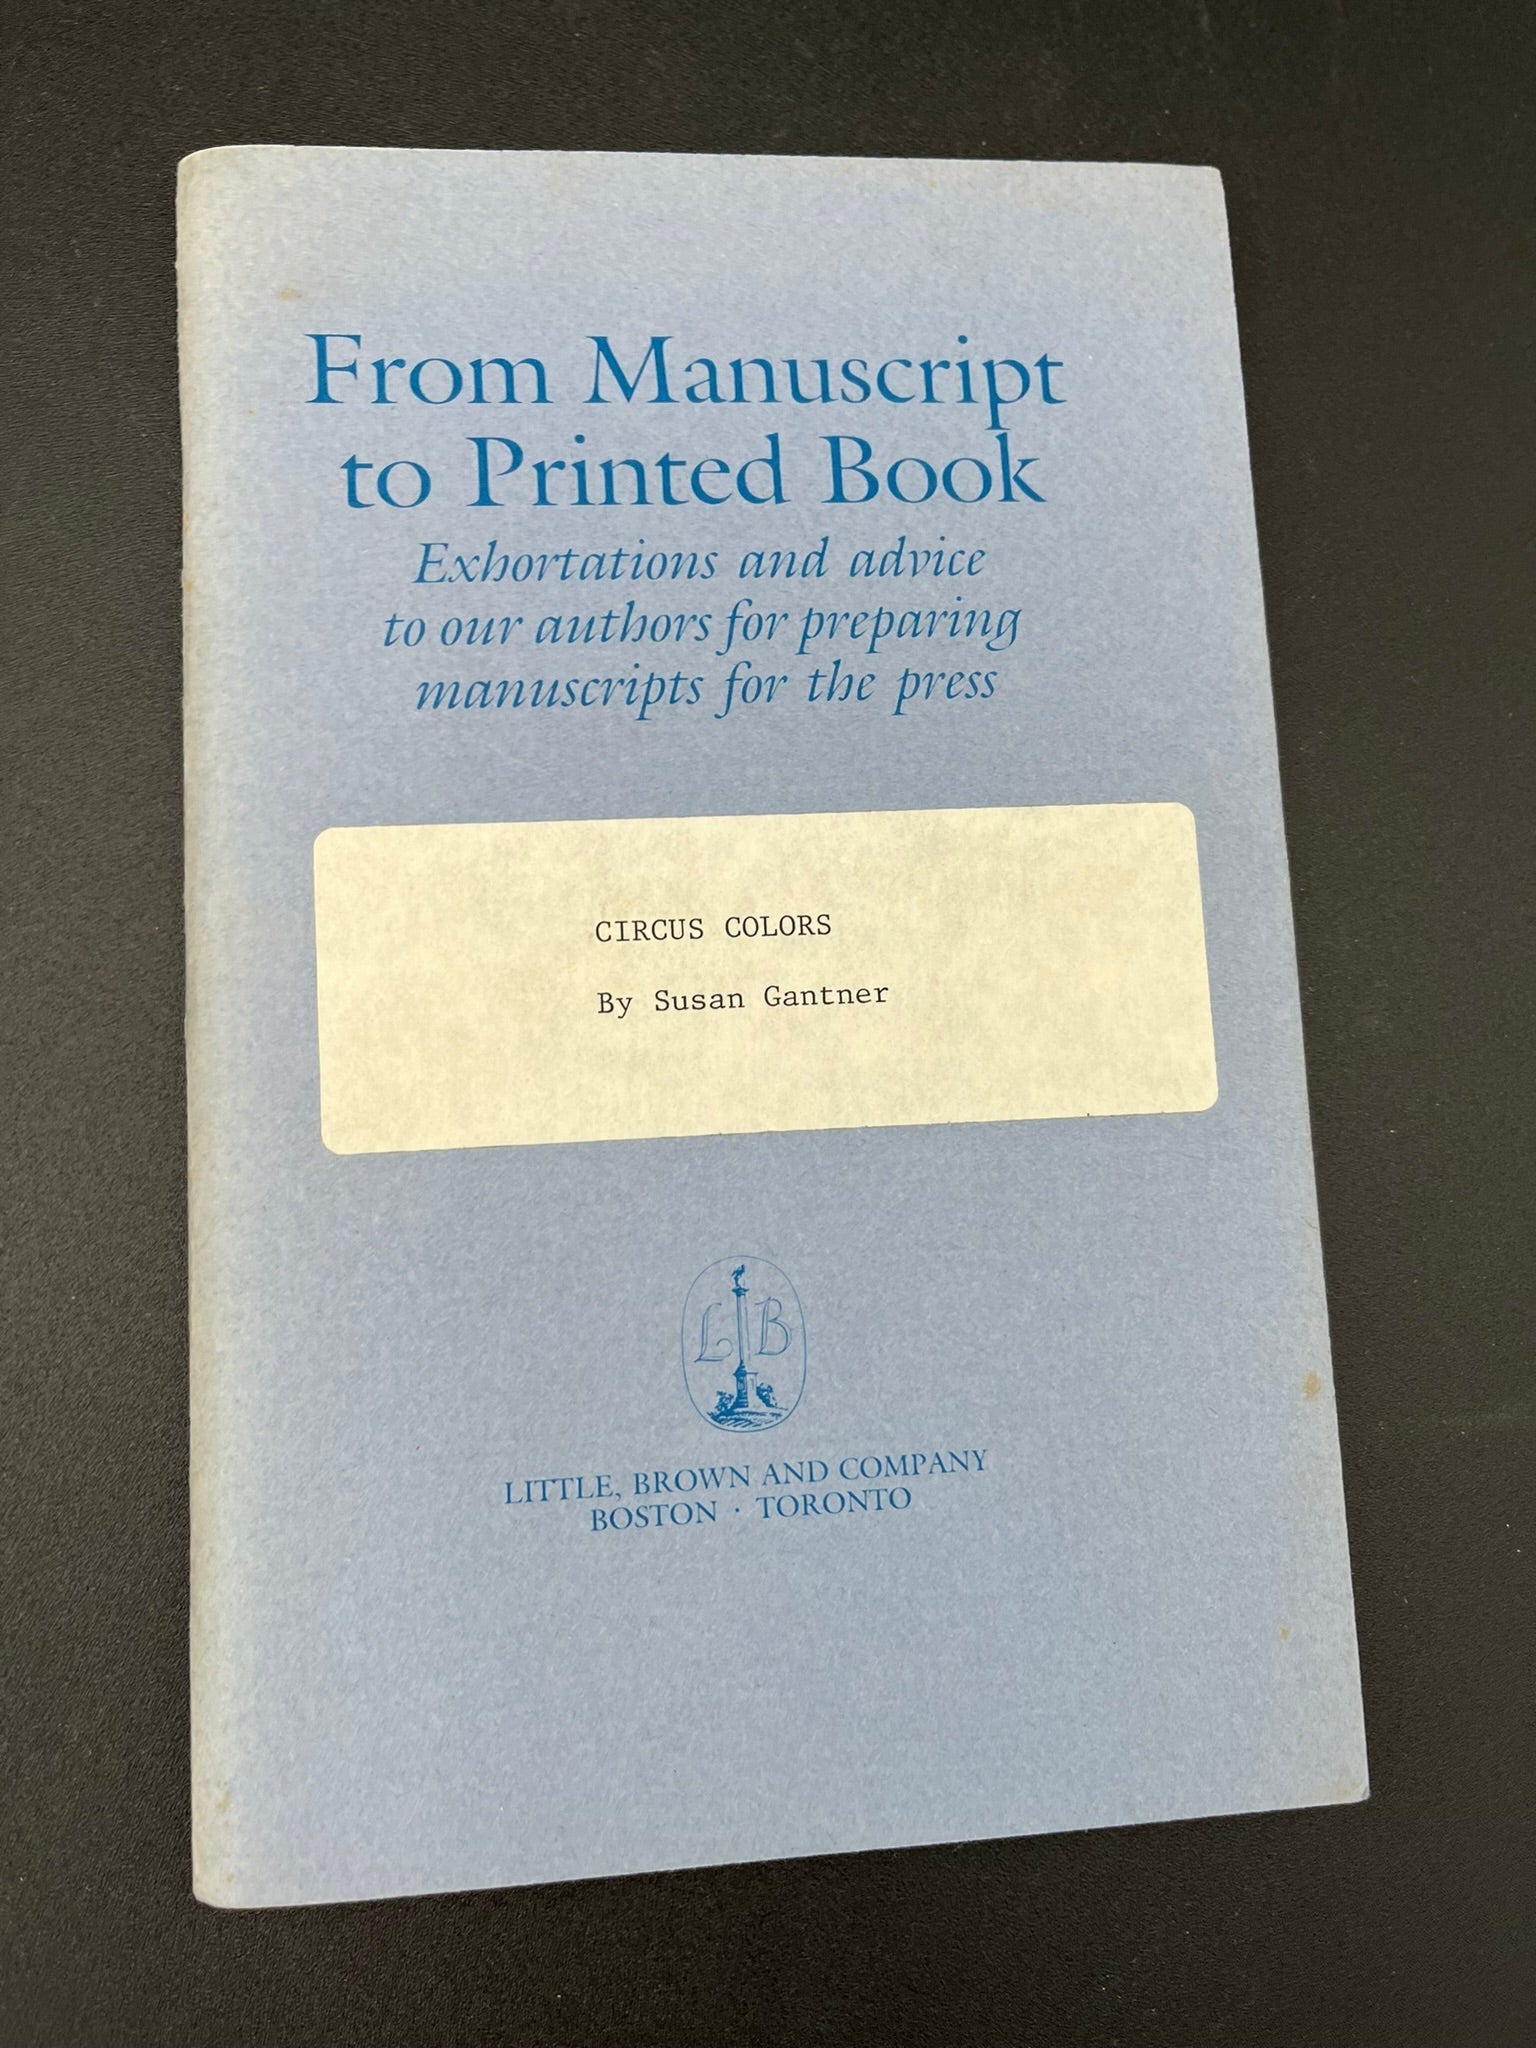 From Manuscript
to Printed Book
Exhortations and advice
to our authors for preparing
manuscripts for the press
CIRCUS COLORS
By Susan Gantner
L B
LITTLE, BROWN AND COMPANY
BOSTON · TORONTO